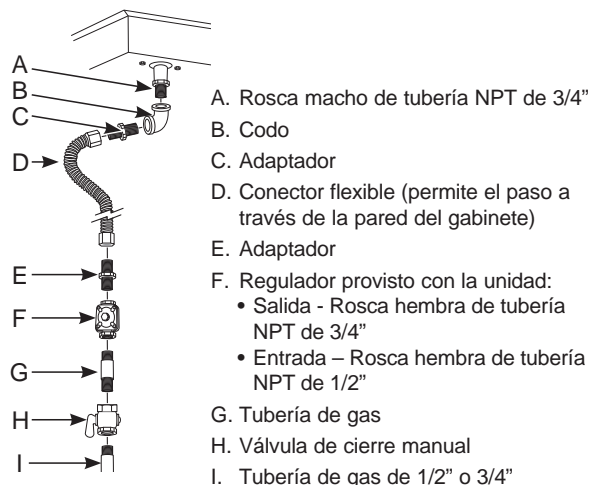 A
B
C
D
E
F
G
H
I
A. Rosca macho de tubería NPT de 3/4”
B. Codo
C. Adaptador
D. Conector flexible (permite el paso a
través de la pared del gabinete)
E. Adaptador
F. Regulador provisto con la unidad:
• Salida - Rosca hembra de tubería
NPT de 3/4”
• Entrada – Rosca hembra de tubería
NPT de 1/2”
G. Tubería de gas
H. Válvula de cierre manual
I. Tubería de gas de 1/2” o 3/4”